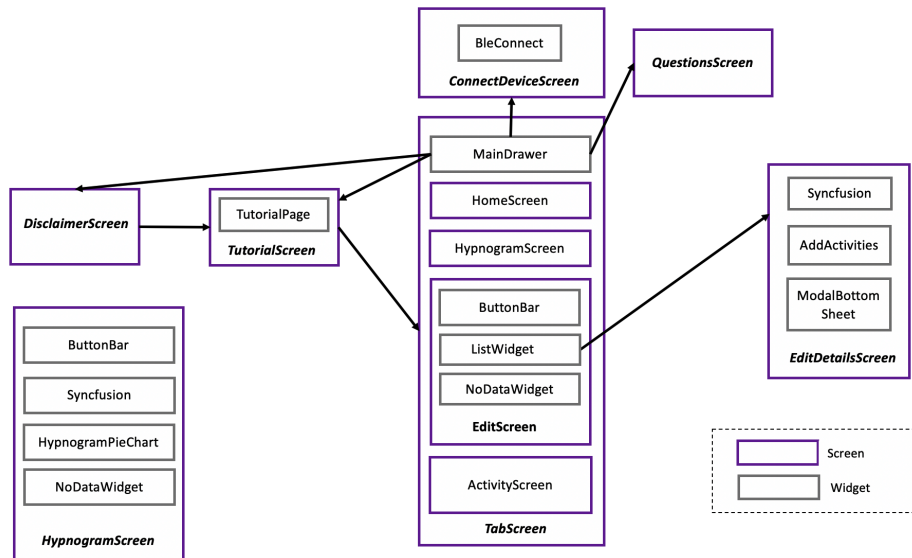 BleConnect
ConnectDeviceScreen
QuestionsScreen
MainDrawer
HomeScreen
HypnogramScreen
ButtonBar
ListWidget
NoDataWidget
EditScreen
ActivityScreen
TabScreen
DisclaimerScreen
TutorialPage
TutorialScreen
Syncfusion
AddActivities
ModalBottom
Sheet
EditDetailsScreen
ButtonBar
Syncfusion
HypnogramPieChart
NoDataWidget
HypnogramScreen
Screen
Widget